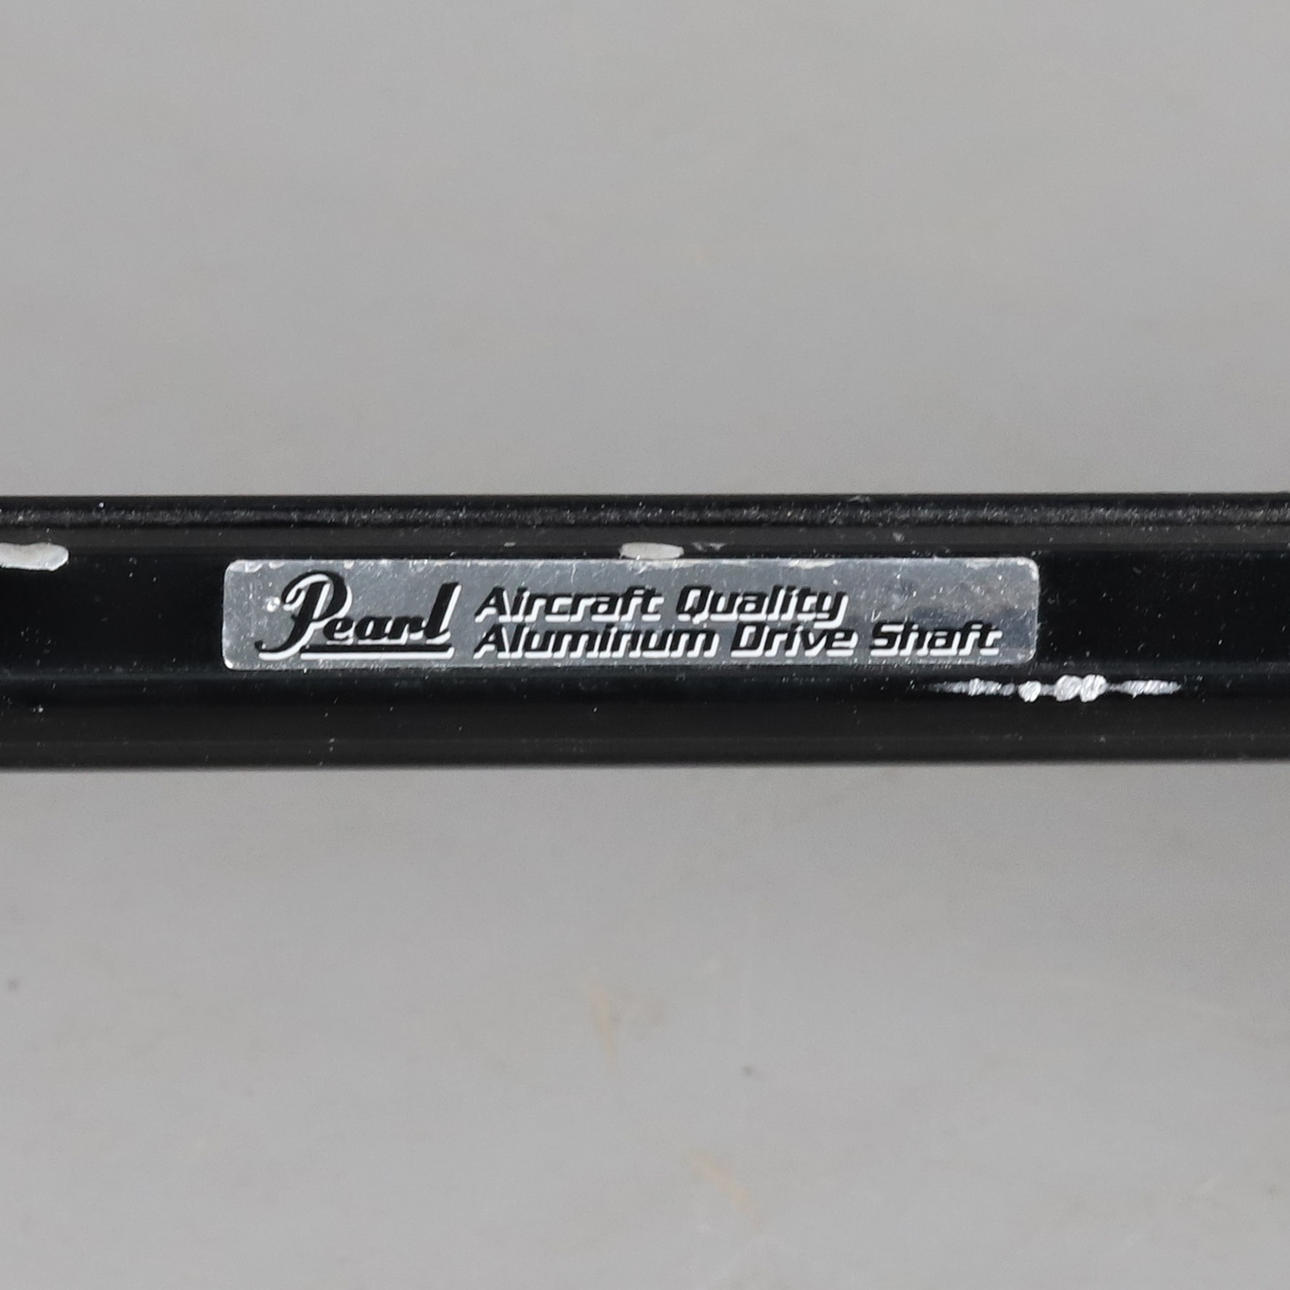 Pearl
Aircraft Quality
Aluminum Drive Shaft